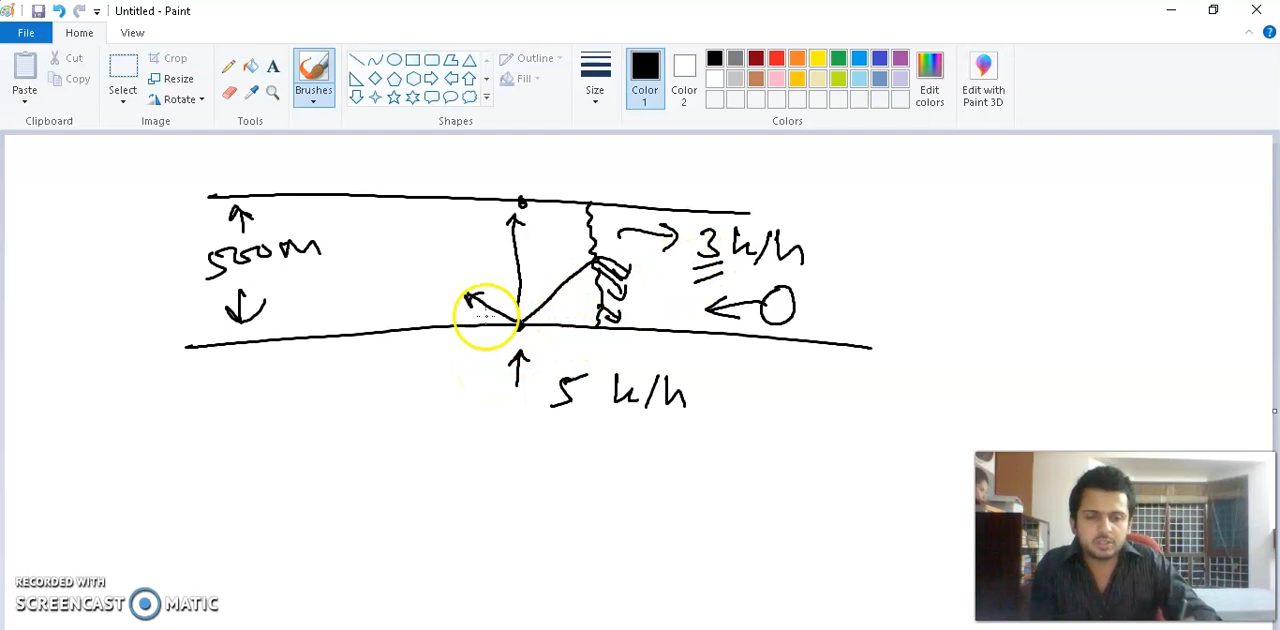 Untitled - Paint
File Home View
Cut
Copy
Paste
Crop
Resize
Rotate
Select
A
Brushes
Outline
Fill
Size
Color 1
Color 2
Edit colors
Edit with Paint 3D
Clipboard Image Tools Shapes Colors
500m
3 k/h
5 k/h
RECORDED WITH
SCREENCAST MATIC